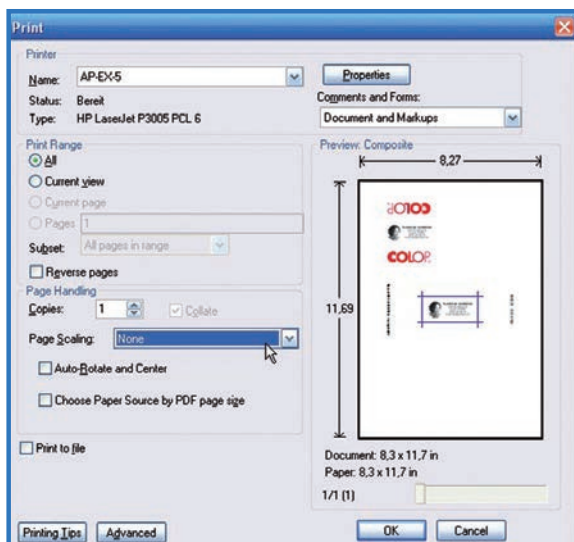 Print
Printer
Name: AP-EX-5
Properties
Status: Bereit
Comments and Forms:
Type: HP LaserJet P3005 PCL 6
Document and Markups
Print Range
All
Current view
Current page
Pages 1
Subset: All pages in range
Reverse pages
Page Handling
Copies: 1
Collate
Page Scaling: None
Auto-Rotate and Center
Choose Paper Source by PDF page size
Print to file
Preview: Composite
8,27
11,69
COLOP
COLOP
Document: 8,3 x 11,7 in
Paper: 8,3 x 11,7 in
1/1 (1)
Printing Tips
Advanced
OK
Cancel